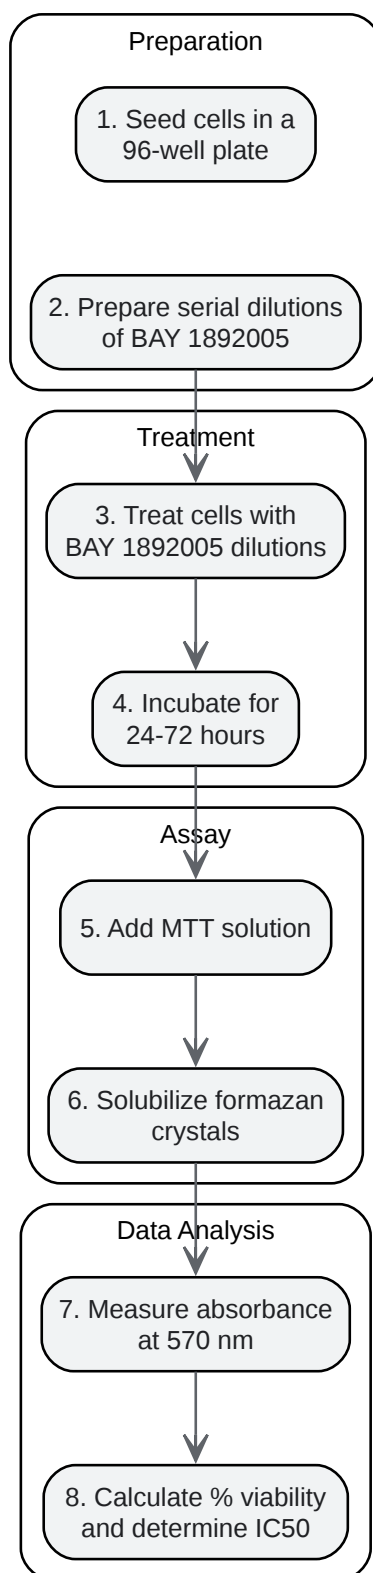 Preparation
1. Seed cells in a
96-well plate
2. Prepare serial dilutions
of BAY 1892005
Treatment
3. Treat cells with
BAY 1892005 dilutions
4. Incubate for
24-72 hours
Assay
5. Add MTT solution
6. Solubilize formazan
crystals
Data Analysis
7. Measure absorbance
at 570 nm
8. Calculate % viability
and determine IC50